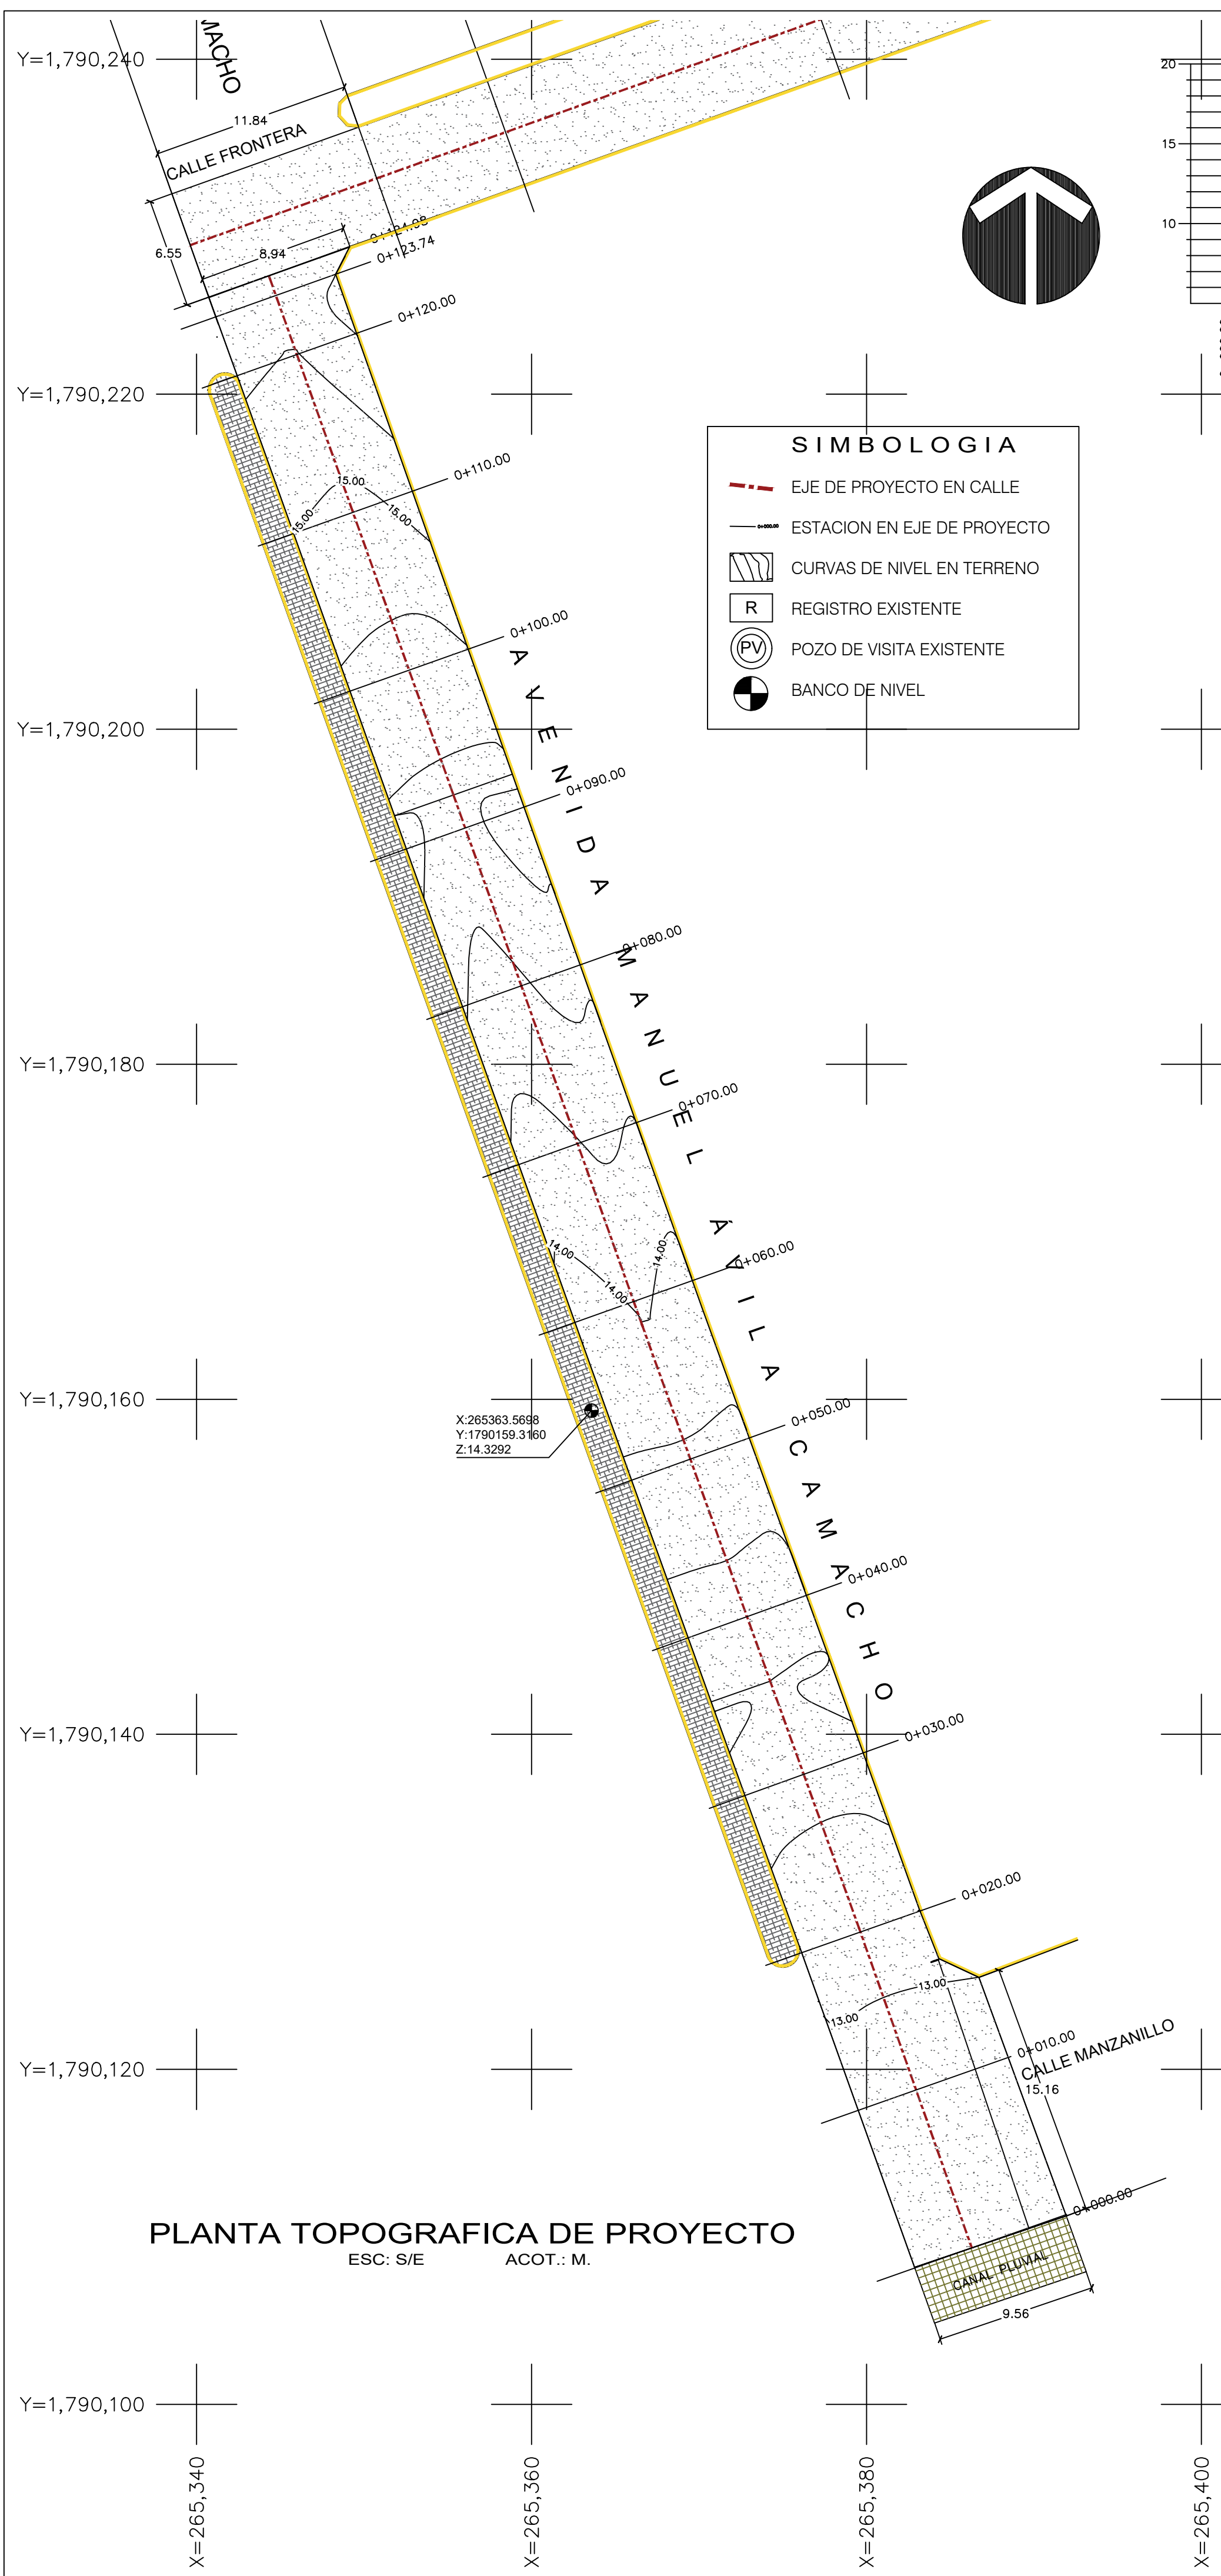 Y=1,790,240
MACHO
20
11.84
CALLE FRONTERA
15
10
6.55
8.94
0+123.74
0+120.00
Y=1,790,220
0+110.00
15.00
15.00
15.00
SIMBOLOGIA
EJE DE PROYECTO EN CALLE
0+000.00
ESTACION EN EJE DE PROYECTO
CURVAS DE NIVEL EN TERRENO
R
REGISTRO EXISTENTE
PV
POZO DE VISITA EXISTENTE
BANCO DE NIVEL
0+100.00
AVENIDA MANUEL ÁVILA CAMACHO
Y=1,790,200
0+090.00
0+080.00
Y=1,790,180
0+070.00
0+060.00
14.00
14.00
14.00
Y=1,790,160
X:265363.5698
Y:1790159.3160
Z:14.3292
0+050.00
0+040.00
Y=1,790,140
0+030.00
0+020.00
13.00
13.00
0+010.00
CALLE MANZANILLO
15.16
Y=1,790,120
0+000.00
CANAL PLUVIAL
9.56
PLANTA TOPOGRAFICA DE PROYECTO
ESC: S/E ACOT.: M.
Y=1,790,100
X=265,340
X=265,360
X=265,380
X=265,400